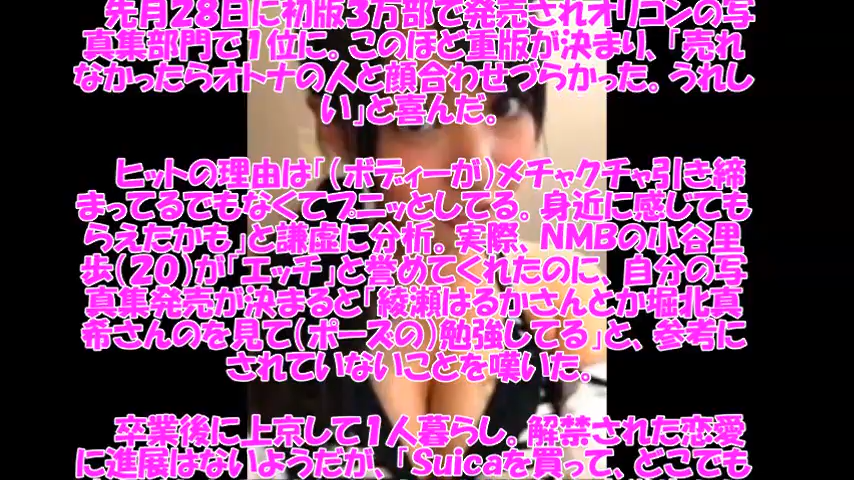 先月28日に初版3万部で発売されオリコンの写
真集部門で1位に。このほど重版が決まり、「売れ
なかったらオトナの人と顔合わせづらかった。うれし
い」と喜んだ。
ヒットの理由は「(ボディーが)メチャクチャ引き締
まってるでもなくてプニッとしてる。身近に感じても
らえたかも」と謙虚に分析。実際、NMBの小谷里
歩(20)が「エッチ」と誉めてくれたのに、自分の写
真集発売が決まると「綾瀬はるかさんとか堀北真
希さんのを見て(ポーズの)勉強してる」と、参考に
されていないことを嘆いた。
卒業後に上京して1人暮らし。解禁された恋愛
に進展はないようだが、「Suicaを買って、どこでも